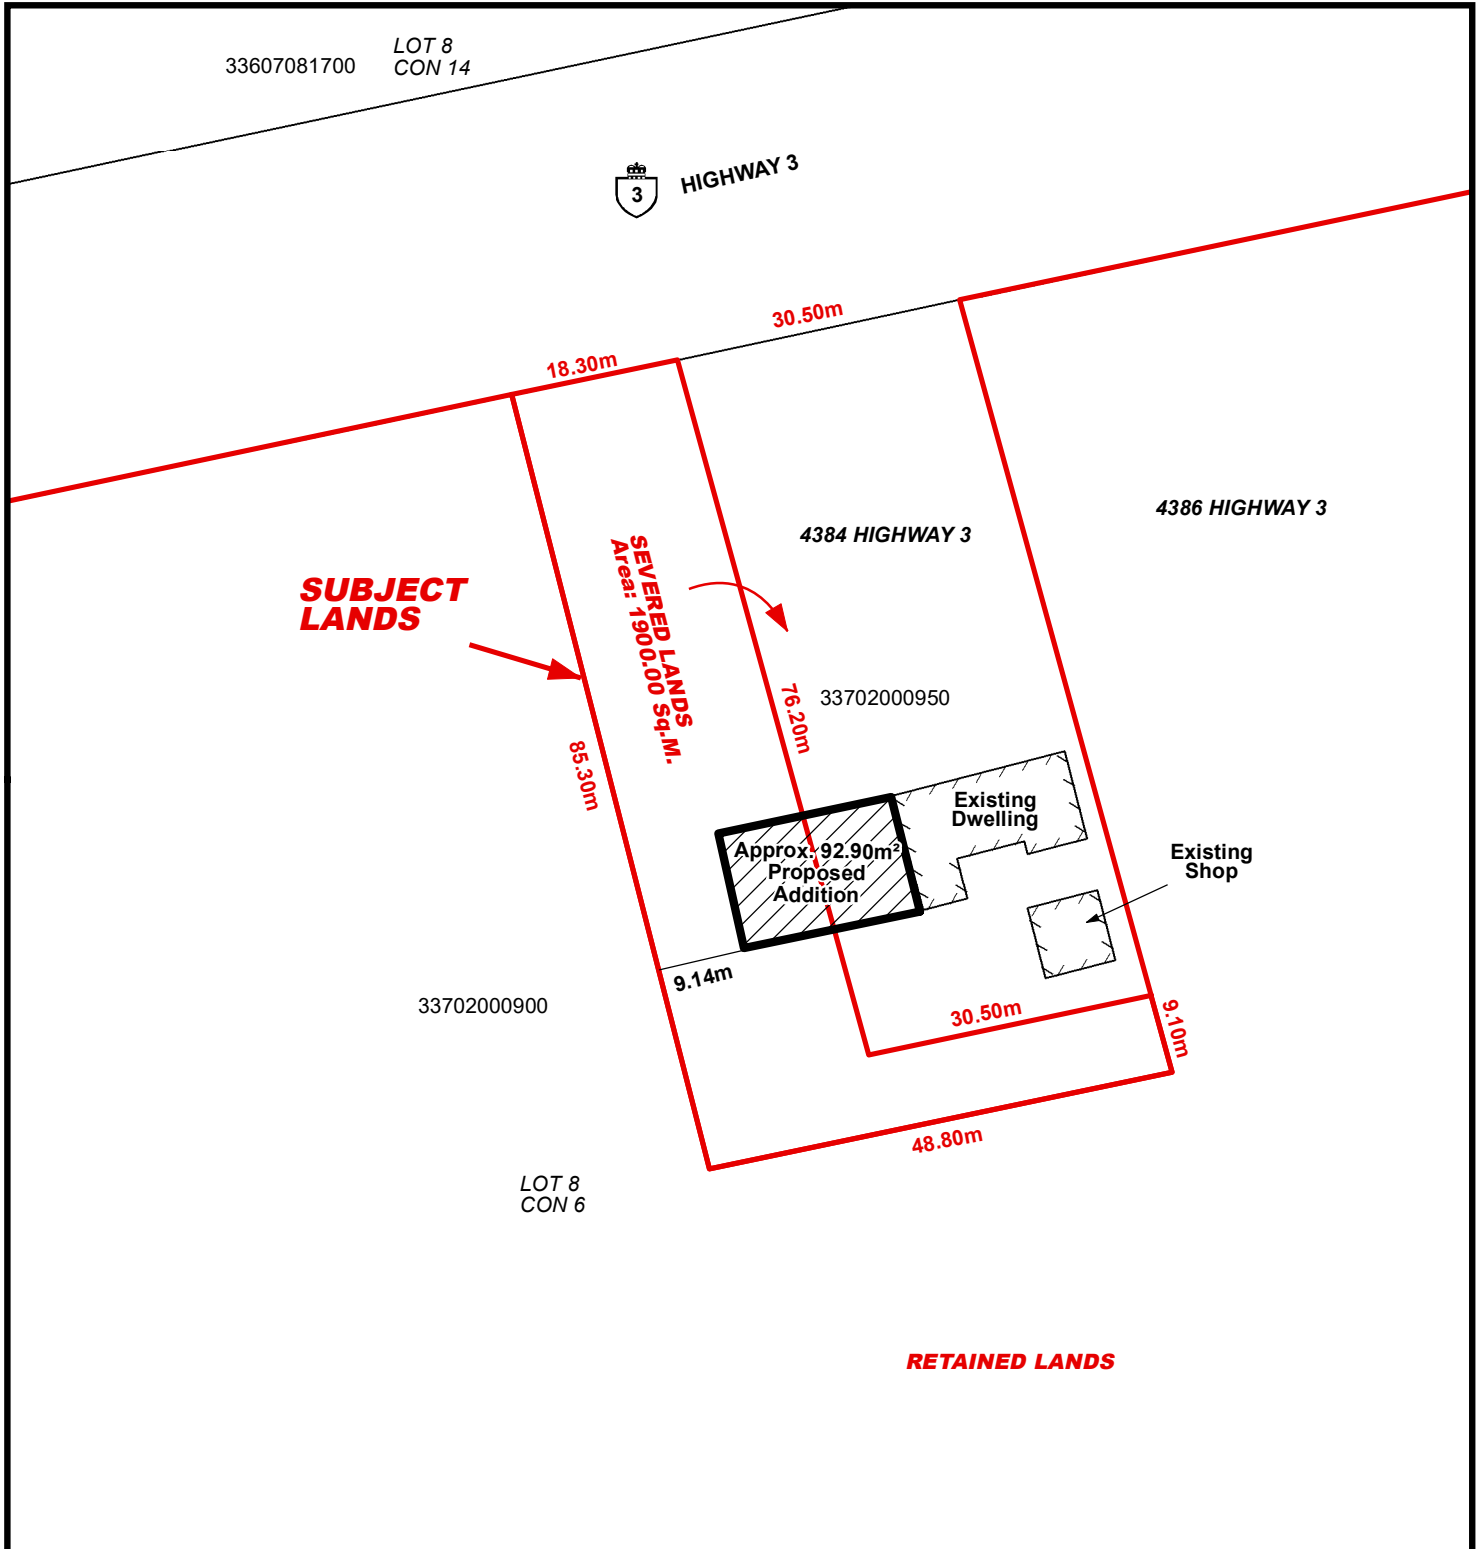 LOT 8
33607081700
CON 14
3
HIGHWAY 3
30.50m
18.30m
4386 HIGHWAY 3
4384 HIGHWAY 3
SUBJECT
LANDS
SEVERED LANDS
Area: 1900.00 Sq.M.
76.20m
33702000950
85.30m
Existing
Dwelling
Approx. 92.90m²
Proposed
Addition
Existing
Shop
9.14m
33702000900
30.50m
9.10m
48.80m
LOT 8
CON 6
RETAINED LANDS